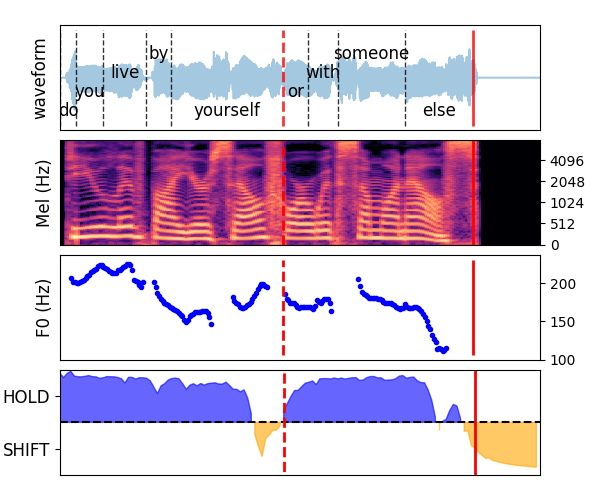 waveform
do you live by yourself or with someone else
Mel (Hz)
4096
2048
1024
512
0
F0 (Hz)
200
150
100
HOLD
SHIFT